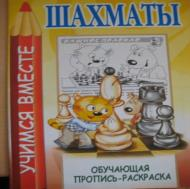 ШАХМАТЫ
УЧИМСЯ ВМЕСТЕ
ОБУЧАЮЩАЯ
ПРОПИСЬ-РАСКРАСКА